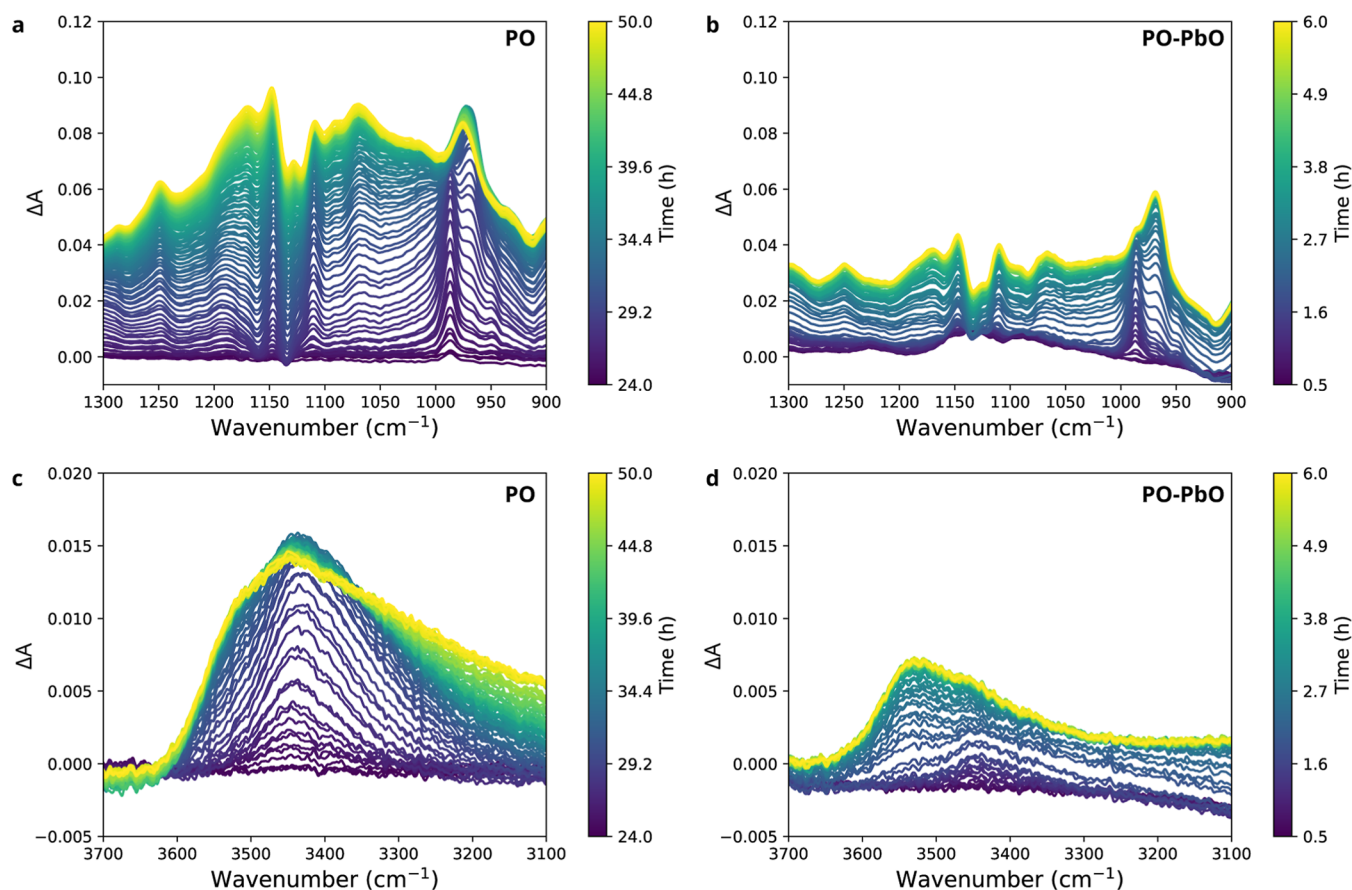 a
PO
0.12
0.10
0.08
0.06
0.04
0.02
0.00
ΔA
1300 1250 1200 1150 1100 1050 1000 950 900
Wavenumber (cm⁻¹)
50.0
44.8
39.6
34.4
29.2
24.0
Time (h)
b
PO-PbO
0.12
0.10
0.08
0.06
0.04
0.02
0.00
ΔA
1300 1250 1200 1150 1100 1050 1000 950 900
Wavenumber (cm⁻¹)
6.0
4.9
3.8
2.7
1.6
0.5
Time (h)
c
PO
0.020
0.015
0.010
0.005
0.000
−0.005
ΔA
3700 3600 3500 3400 3300 3200 3100
Wavenumber (cm⁻¹)
50.0
44.8
39.6
34.4
29.2
24.0
Time (h)
d
PO-PbO
0.020
0.015
0.010
0.005
0.000
−0.005
ΔA
3700 3600 3500 3400 3300 3200 3100
Wavenumber (cm⁻¹)
6.0
4.9
3.8
2.7
1.6
0.5
Time (h)